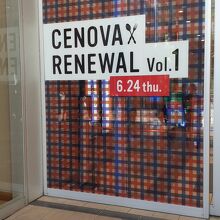 CENOVA
RENEWAL Vol.1
6.24 thu.